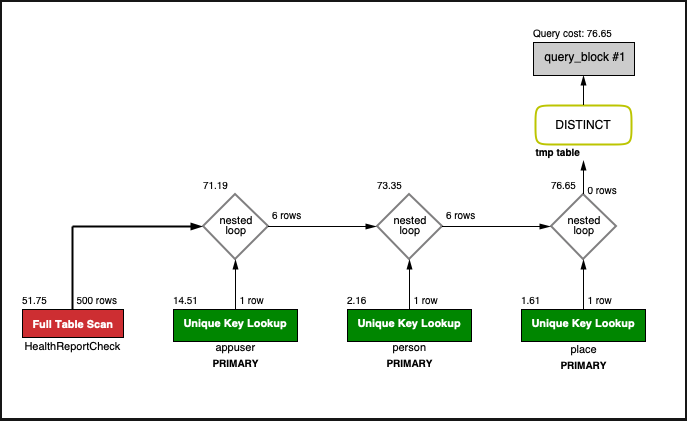 Query cost: 76.65
query_block #1
DISTINCT
tmp table
71.19
73.35
76.65
0 rows
nested
loop
6 rows
nested
loop
6 rows
nested
loop
51.75
500 rows
14.51
1 row
2.16
1 row
1.61
1 row
Full Table Scan
Unique Key Lookup
Unique Key Lookup
Unique Key Lookup
HealthReportCheck
appuser
person
place
PRIMARY
PRIMARY
PRIMARY